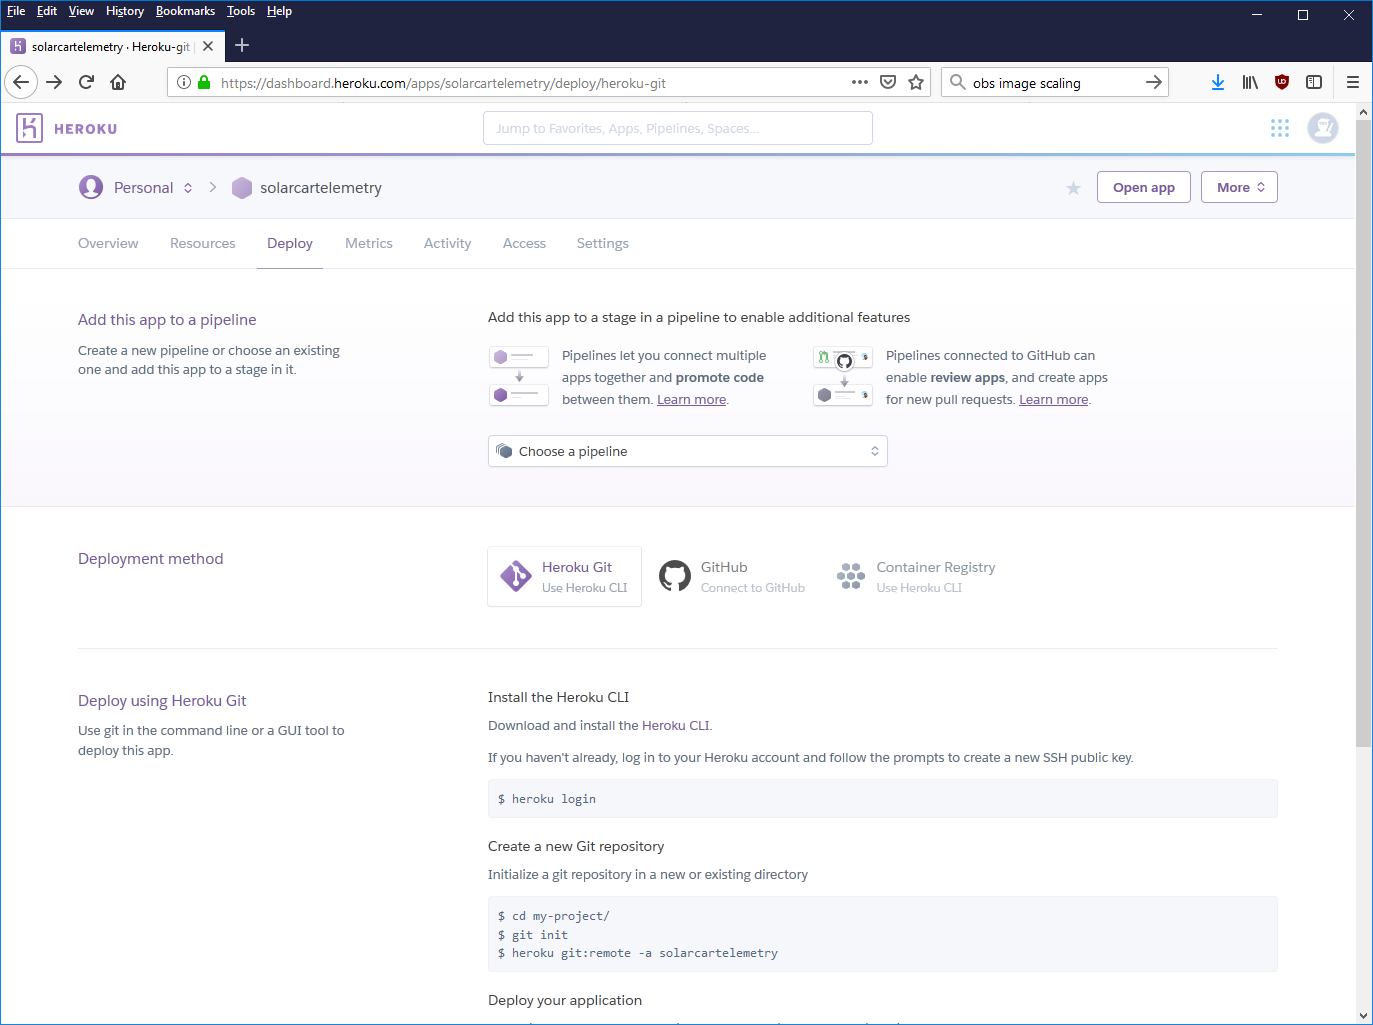 File Edit View History Bookmarks Tools Help
solarcartelemetry · Heroku-git
https://dashboard.heroku.com/apps/solarcartelemetry/deploy/heroku-git
obs image scaling
HEROKU
Jump to Favorites, Apps, Pipelines, Spaces...
Personal
solarcartelemetry
Open app
More
Overview Resources Deploy Metrics Activity Access Settings
Add this app to a pipeline
Create a new pipeline or choose an existing
one and add this app to a stage in it.
Add this app to a stage in a pipeline to enable additional features
Pipelines let you connect multiple
apps together and promote code
between them. Learn more.
Pipelines connected to GitHub can
enable review apps, and create apps
for new pull requests. Learn more.
Choose a pipeline
Deployment method
Heroku Git
Use Heroku CLI
GitHub
Connect to GitHub
Container Registry
Use Heroku CLI
Deploy using Heroku Git
Use git in the command line or a GUI tool to
deploy this app.
Install the Heroku CLI
Download and install the Heroku CLI.
If you haven't already, log in to your Heroku account and follow the prompts to create a new SSH public key.
$ heroku login
Create a new Git repository
Initialize a git repository in a new or existing directory
$ cd my-project/
$ git init
$ heroku git:remote -a solarcartelemetry
Deploy your application